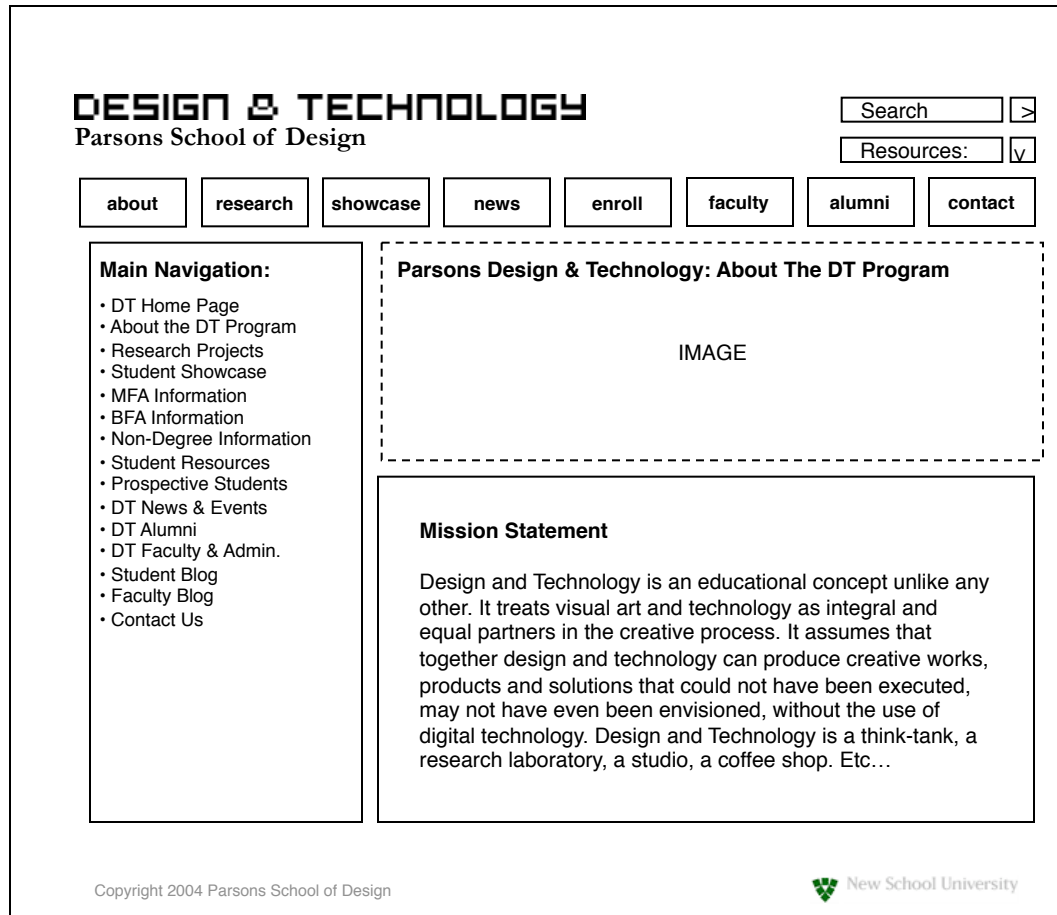 DESIGN & TECHNOLOGY
Parsons School of Design
Search >
Resources: v
about research showcase news enroll faculty alumni contact
Main Navigation:
• DT Home Page
• About the DT Program
• Research Projects
• Student Showcase
• MFA Information
• BFA Information
• Non-Degree Information
• Student Resources
• Prospective Students
• DT News & Events
• DT Alumni
• DT Faculty & Admin.
• Student Blog
• Faculty Blog
• Contact Us
Parsons Design & Technology: About The DT Program
IMAGE
Mission Statement
Design and Technology is an educational concept unlike any
other. It treats visual art and technology as integral and
equal partners in the creative process. It assumes that
together design and technology can produce creative works,
products and solutions that could not have been executed,
may not have even been envisioned, without the use of
digital technology. Design and Technology is a think-tank, a
research laboratory, a studio, a coffee shop. Etc…
Copyright 2004 Parsons School of Design
New School University